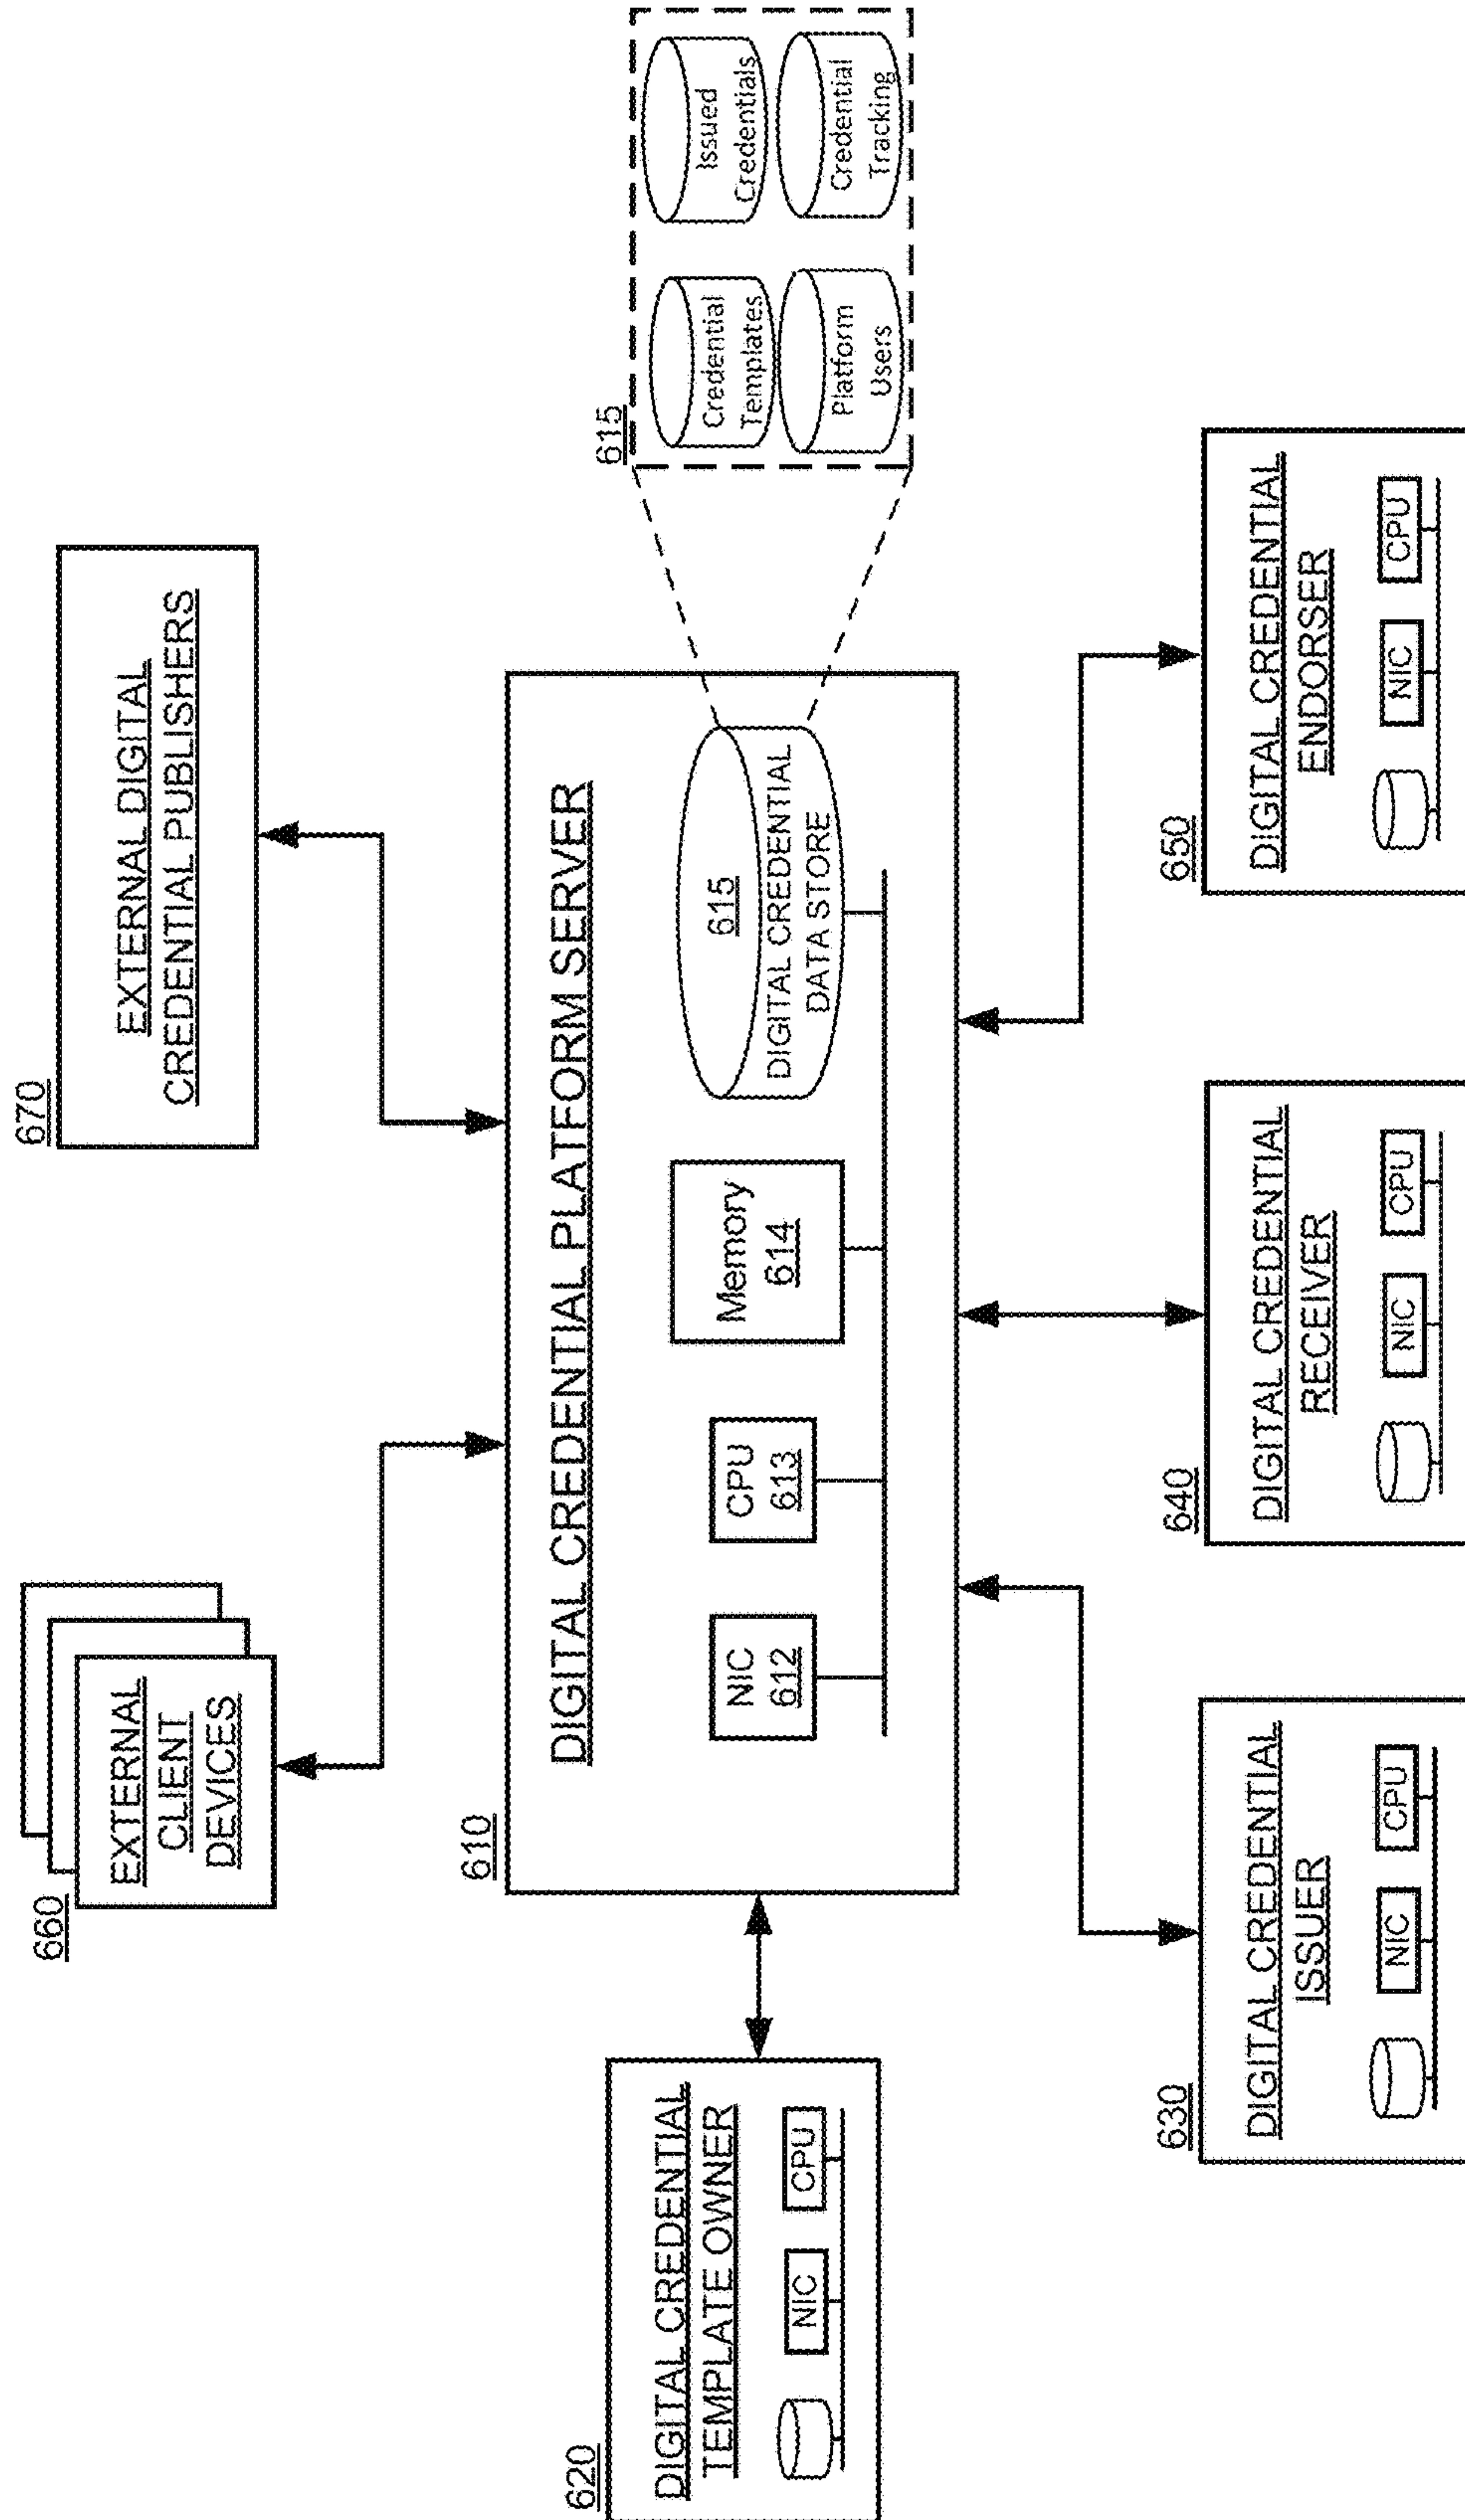 660
EXTERNAL
CLIENT
DEVICES
670
EXTERNAL DIGITAL
CREDENTIAL PUBLISHERS
620
DIGITAL CREDENTIAL
TEMPLATE OWNER
NIC
CPU
610
DIGITAL CREDENTIAL PLATFORM SERVER
NIC
612
CPU
613
Memory
614
615
DIGITAL CREDENTIAL
DATA STORE
615
Credential
Templates
Issued
Credentials
Platform
Users
Credential
Tracking
630
DIGITAL CREDENTIAL
ISSUER
NIC
CPU
640
DIGITAL CREDENTIAL
RECEIVER
NIC
CPU
650
DIGITAL CREDENTIAL
ENDORSER
NIC
CPU